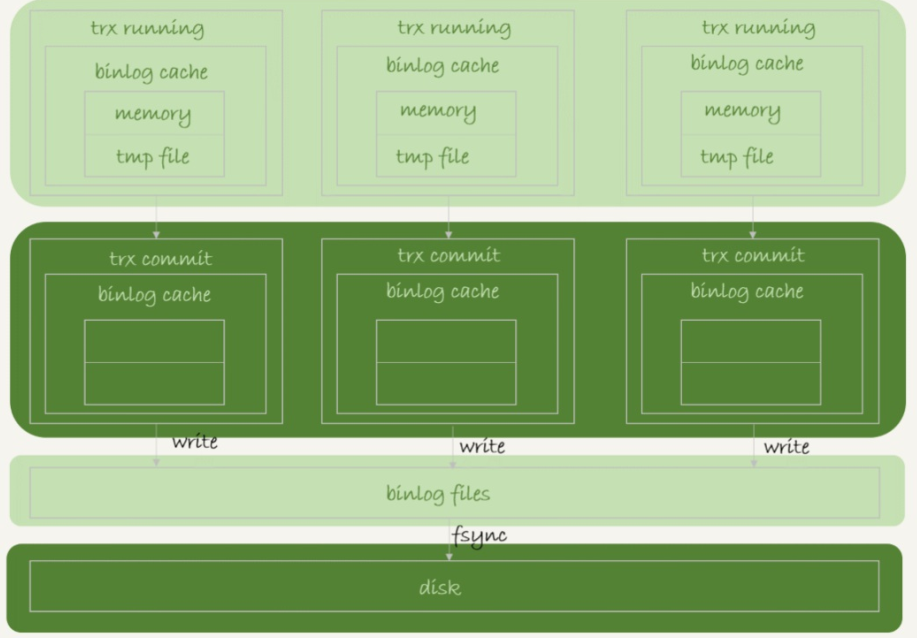 trx running
trx running
trx running
binlog cache
binlog cache
binlog cache
memory
memory
memory
tmp file
tmp file
tmp file
trx commit
trx commit
trx commit
binlog cache
binlog cache
binlog cache
write
write
write
binlog files
fsync
disk